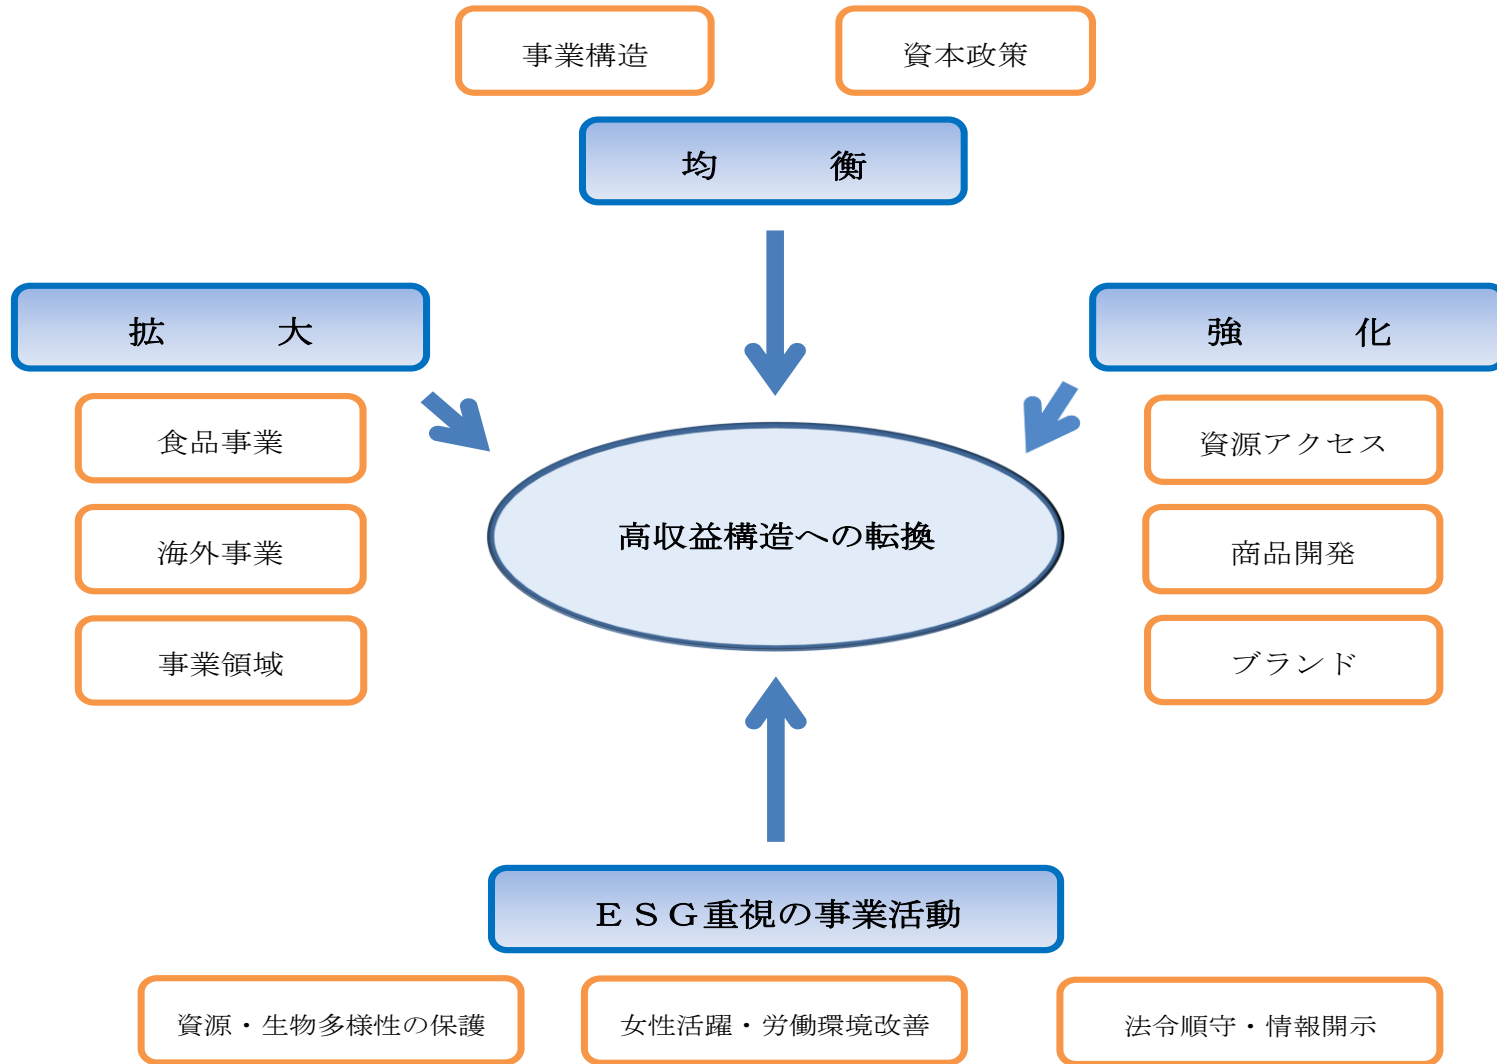 事業構造
資本政策
均　　　衡
拡　　　大
食品事業
海外事業
事業領域
強　　　化
資源アクセス
商品開発
ブランド
高収益構造への転換
ＥＳＧ重視の事業活動
資源・生物多様性の保護
女性活躍・労働環境改善
法令順守・情報開示